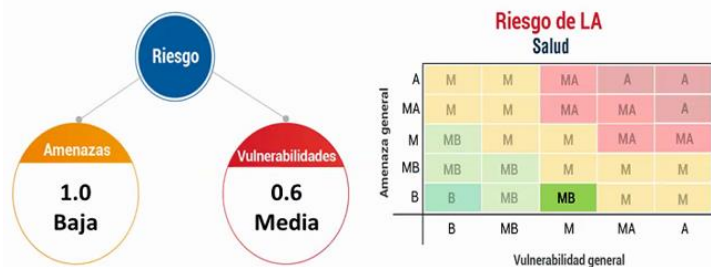 Riesgo
Amenazas
1.0
Baja
Vulnerabilidades
0.6
Media
Riesgo de LA
Salud
Amenaza general
A M M MA A A
MA M M MA MA A
M MB M M MA MA
MB MB MB M M M
B B MB MB M M
B MB M MA A
Vulnerabilidad general